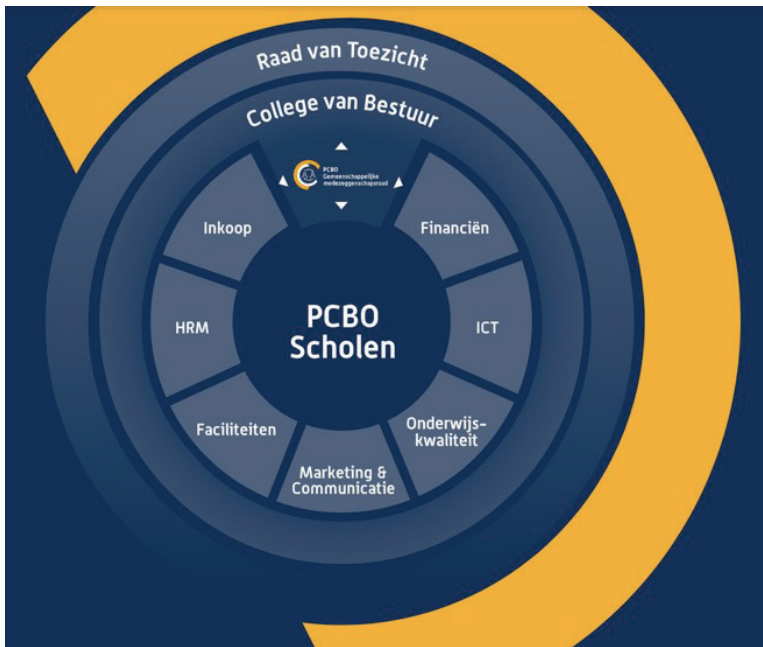 Raad van Toezicht
College van Bestuur
PCBO
Gemeenschappelijke
medezeggenschapsraad
Inkoop
Financiën
HRM
PCBO
Scholen
ICT
Faciliteiten
Onderwijs-
kwaliteit
Marketing &
Communicatie